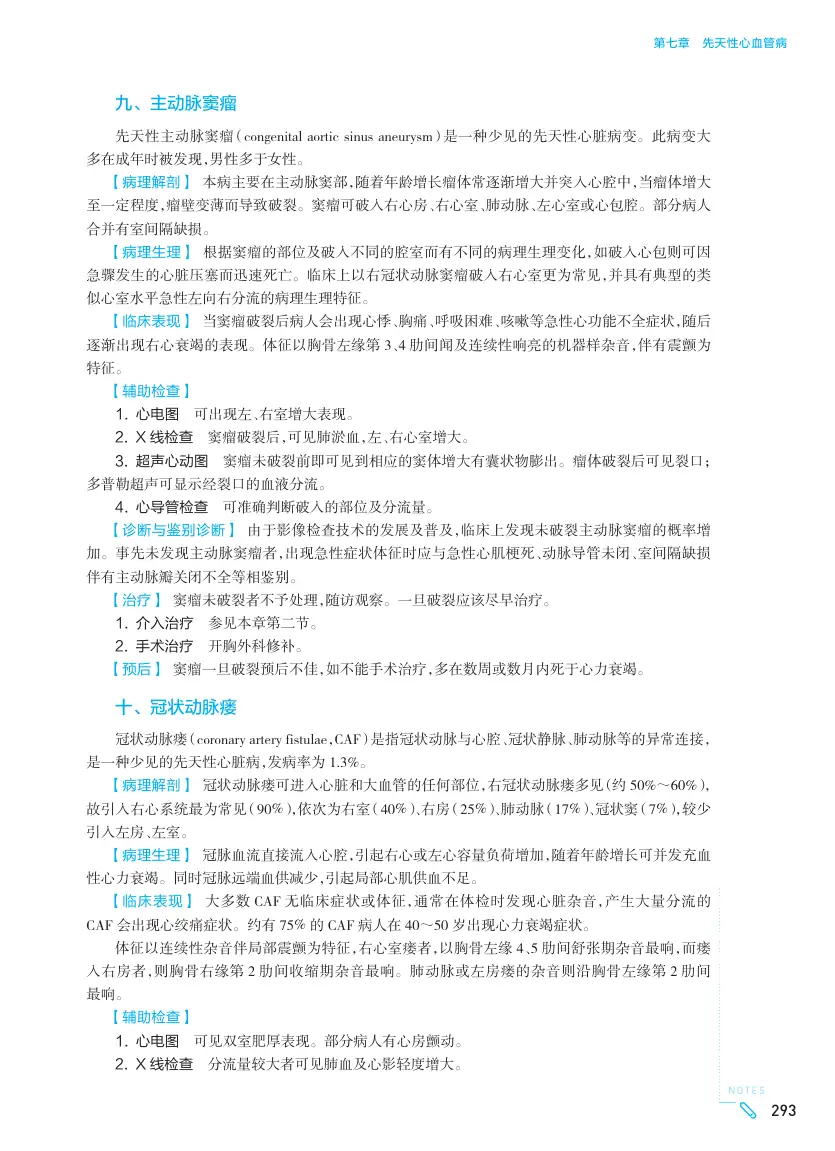 第七章 先天性心血管病
九、主动脉窦瘤
先天性主动脉窦瘤(congenital aortic sinus aneurysm)是一种少见的先天性心脏病变。此病变大
多在成年时被发现,男性多于女性。
【病理解剖】 本病主要在主动脉窦部,随着年龄增长瘤体常逐渐增大并突入心腔中,当瘤体增大
至一定程度,瘤壁变薄而导致破裂。窦瘤可破入右心房、右心室、肺动脉、左心室或心包腔。部分病人
合并有室间隔缺损。
【病理生理】 根据窦瘤的部位及破入不同的腔室而有不同的病理生理变化,如破入心包则可因
急骤发生的心脏压塞而迅速死亡。临床上以右冠状动脉窦瘤破入右心室更为常见,并具有典型的类
似心室水平急性左向右分流的病理生理特征。
【临床表现】 当窦瘤破裂后病人会出现心悸、胸痛、呼吸困难、咳嗽等急性心功能不全症状,随后
逐渐出现右心衰竭的表现。体征以胸骨左缘第 3、4 肋间闻及连续性响亮的机器样杂音,伴有震颤为
特征。
【辅助检查】
1. 心电图 可出现左、右室增大表现。
2. X 线检查 窦瘤破裂后,可见肺淤血,左、右心室增大。
3. 超声心动图 窦瘤未破裂前即可见到相应的窦体增大有囊状物膨出。瘤体破裂后可见裂口;
多普勒超声可显示经裂口的血液分流。
4. 心导管检查 可准确判断破入的部位及分流量。
【诊断与鉴别诊断】 由于影像检查技术的发展及普及,临床上发现未破裂主动脉窦瘤的概率增
加。事先未发现主动脉窦瘤者,出现急性症状体征时应与急性心肌梗死、动脉导管未闭、室间隔缺损
伴有主动脉瓣关闭不全等相鉴别。
【治疗】 窦瘤未破裂者不予处理,随访观察。一旦破裂应该尽早治疗。
1. 介入治疗 参见本章第二节。
2. 手术治疗 开胸外科修补。
【预后】 窦瘤一旦破裂预后不佳,如不能手术治疗,多在数周或数月内死于心力衰竭。
十、冠状动脉瘘
冠状动脉瘘(coronary artery fistulae,CAF)是指冠状动脉与心腔、冠状静脉、肺动脉等的异常连接,
是一种少见的先天性心脏病,发病率为 1.3%。
【病理解剖】 冠状动脉瘘可进入心脏和大血管的任何部位,右冠状动脉瘘多见(约 50%~60%),
故引入右心系统最为常见(90%),依次为右室(40%)、右房(25%)、肺动脉(17%)、冠状窦(7%),较少
引入左房、左室。
【病理生理】 冠脉血流直接流入心腔,引起右心或左心容量负荷增加,随着年龄增长可并发充血
性心力衰竭。同时冠脉远端血供减少,引起局部心肌供血不足。
【临床表现】 大多数 CAF 无临床症状或体征,通常在体检时发现心脏杂音,产生大量分流的
CAF 会出现心绞痛症状。约有 75% 的 CAF 病人在 40~50 岁出现心力衰竭症状。
体征以连续性杂音伴局部震颤为特征,右心室瘘者,以胸骨左缘 4、5 肋间舒张期杂音最响,而瘘
入右房者,则胸骨右缘第 2 肋间收缩期杂音最响。肺动脉或左房瘘的杂音则沿胸骨左缘第 2 肋间
最响。
【辅助检查】
1. 心电图 可见双室肥厚表现。部分病人有心房颤动。
2. X 线检查 分流量较大者可见肺血及心影轻度增大。
NOTES
293